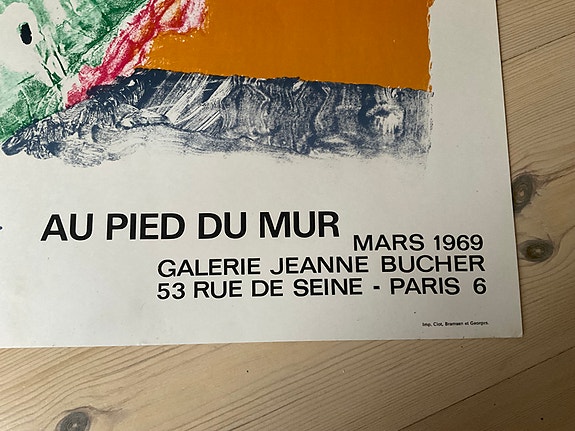 AU PIED DU MUR
MARS 1969
GALERIE JEANNE BUCHER
53 RUE DE SEINE - PARIS 6
Imp. Clot, Bramsen et Georges